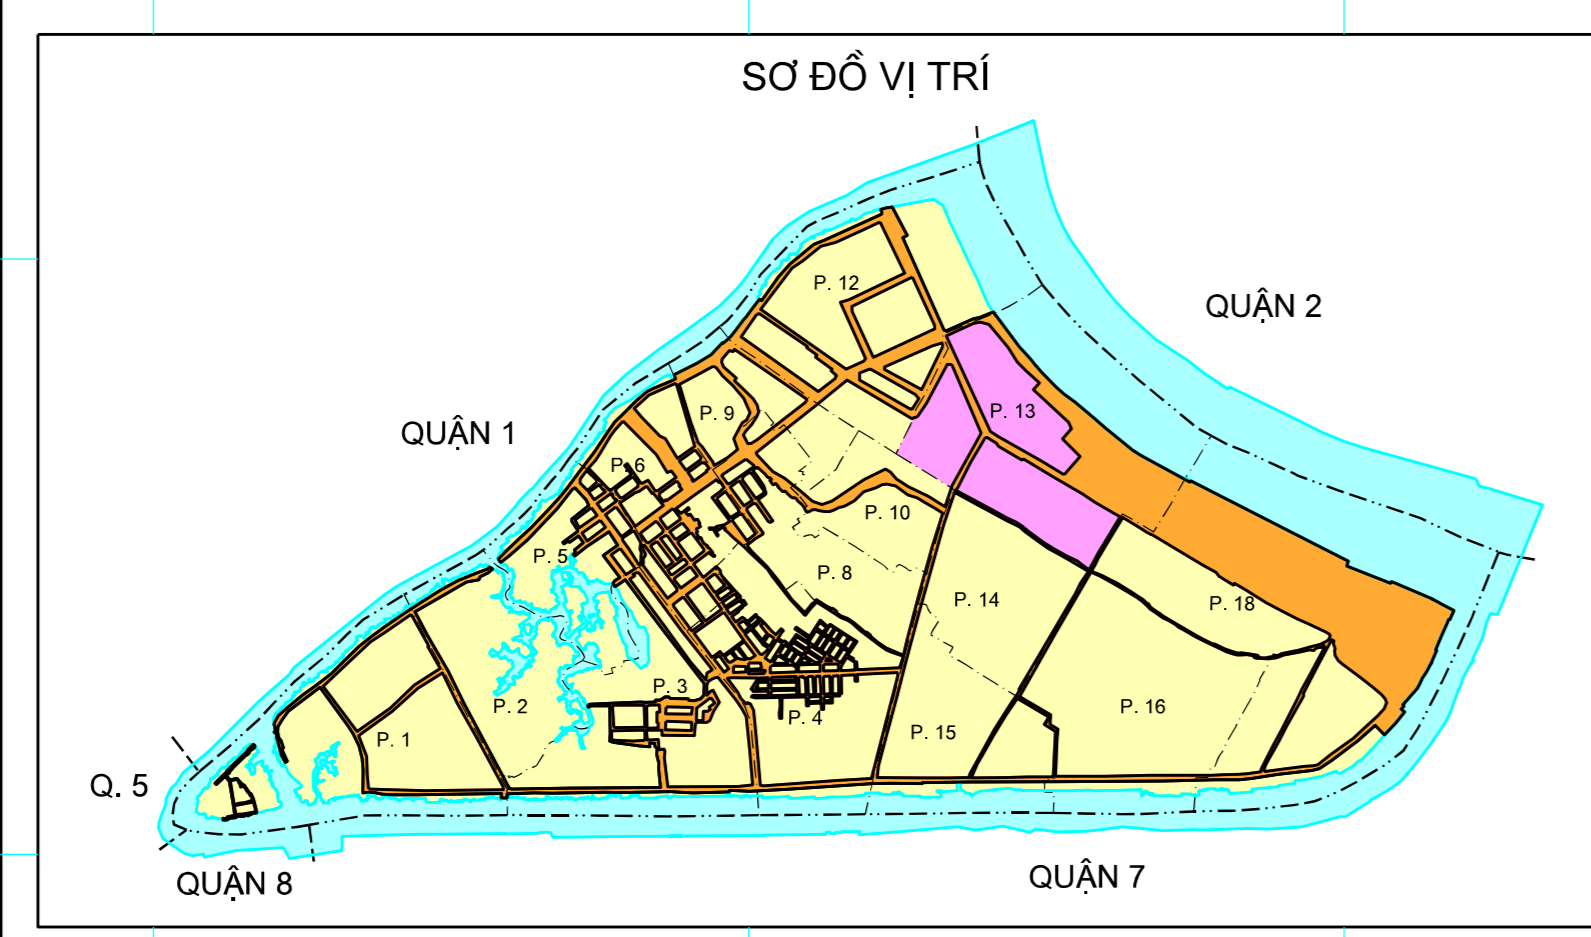 SƠ ĐỒ VỊ TRÍ
P. 12
QUẬN 2
P. 13
P. 9
QUẬN 1
P. 6
P. 10
P. 5
P. 8
P. 14
P. 18
P. 3
P. 2
P. 16
P. 4
P. 15
P. 1
Q. 5
QUẬN 7
QUẬN 8